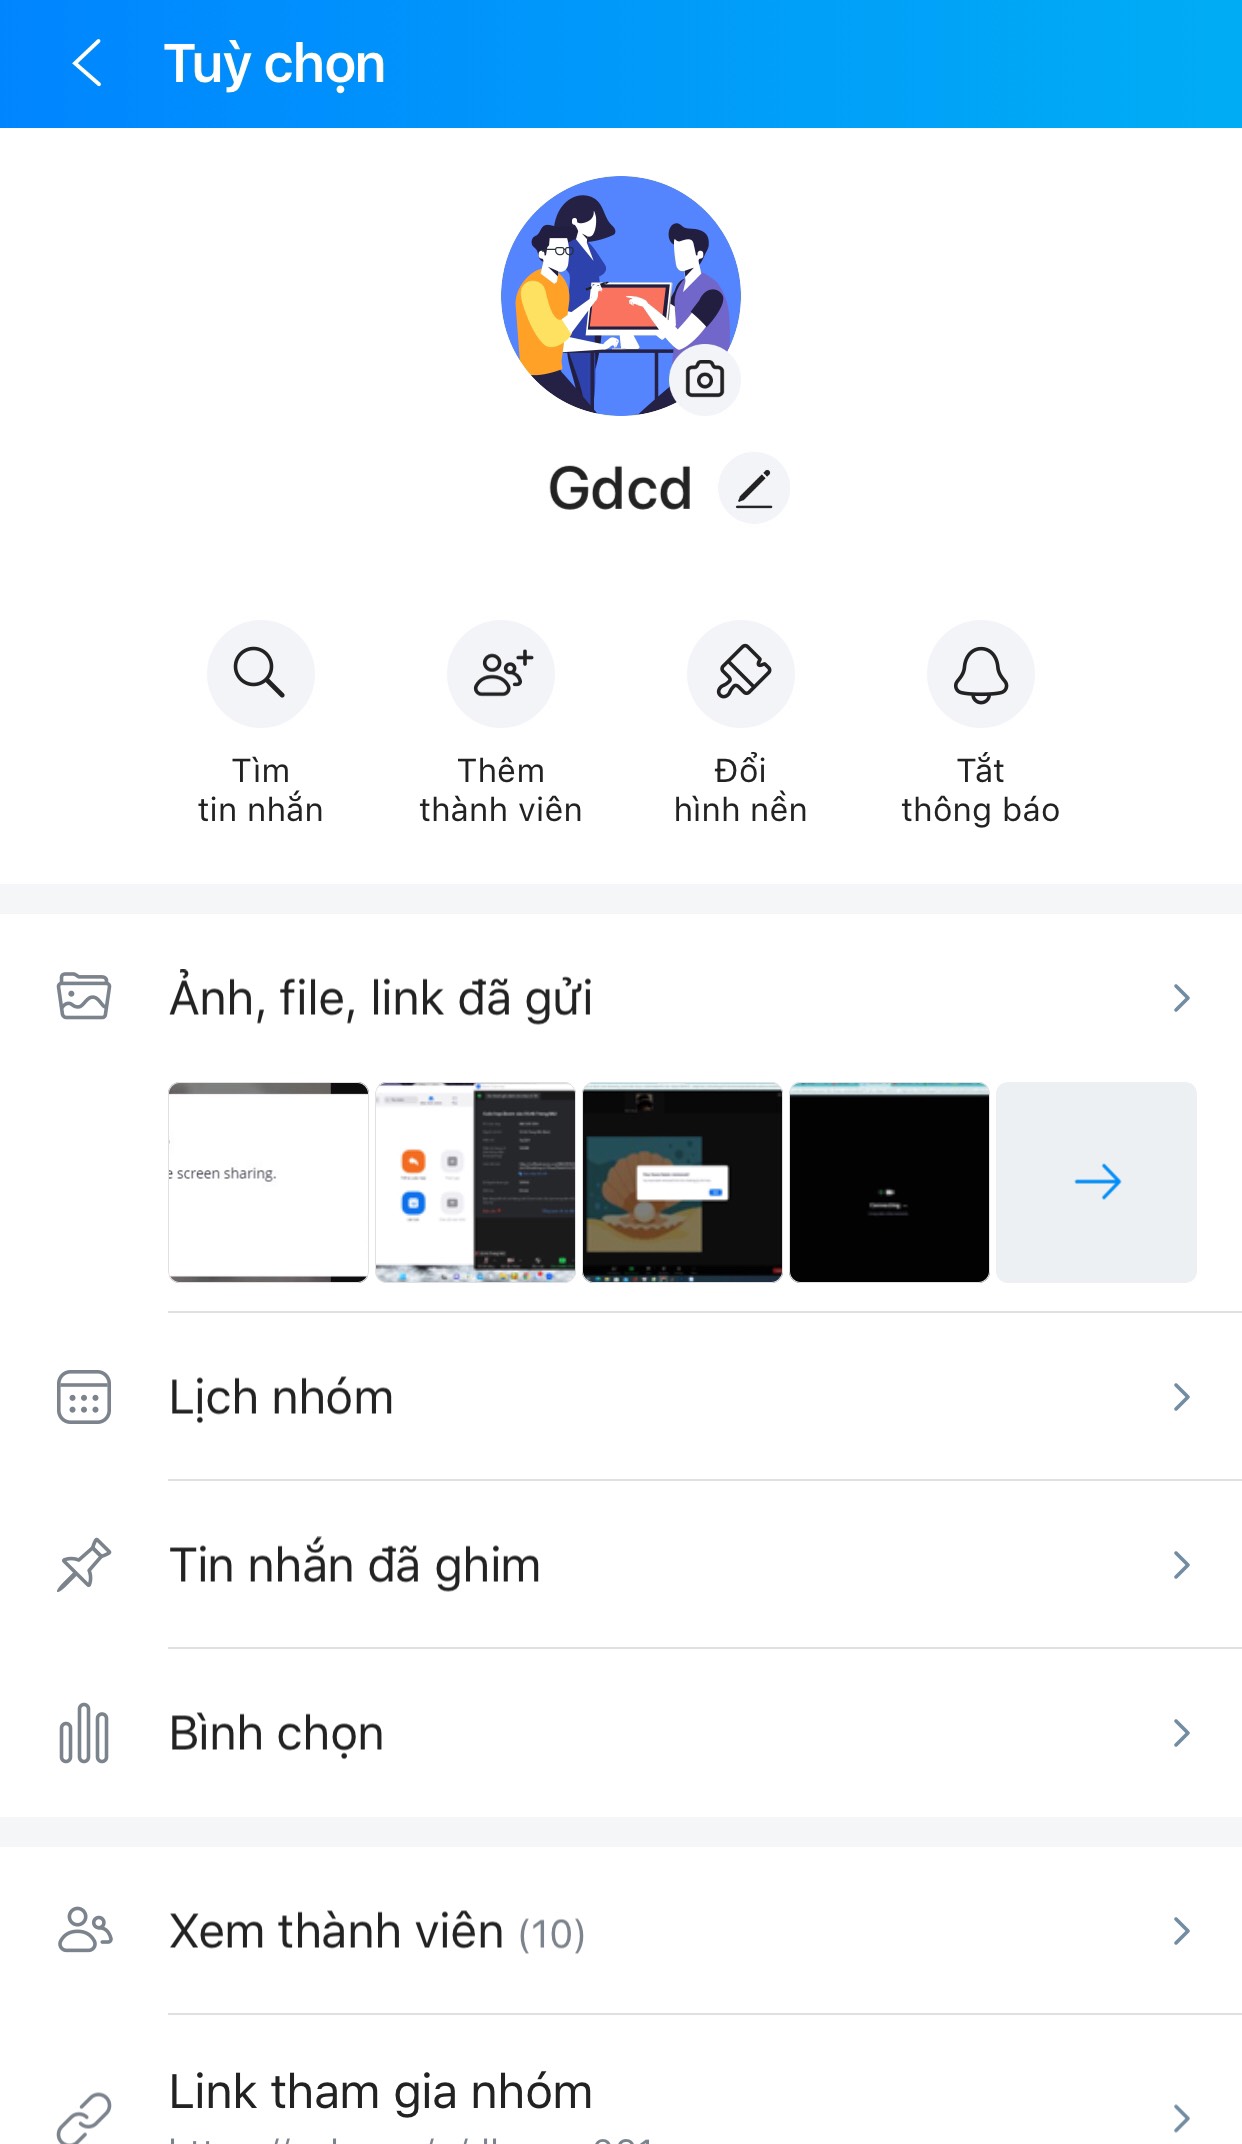 Tuỳ chọn
Gdcd
Tìm
tin nhắn
Thêm
thành viên
Đổi
hình nền
Tắt
thông báo
Ảnh, file, link đã gửi
screen sharing.
Lịch nhóm
Tin nhắn đã ghim
Bình chọn
Xem thành viên (10)
Link tham gia nhóm